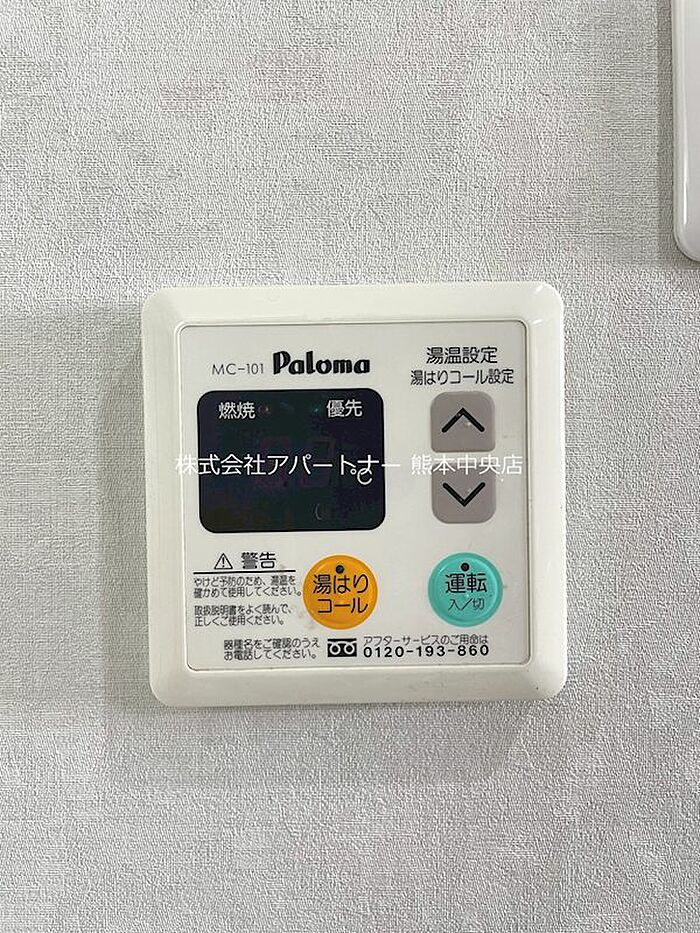 MC-101 Paloma
湯温設定
湯はりコール設定
燃焼 優先
株式会社アパートナー 熊本中央店
℃
警告
やけど予防のため、湯温を
確かめて使用してください。
取扱説明書をよく読んで、
正しくご使用ください。
湯はり
コール
運転
入/切
器種名をご確認のうえ
お電話してください。
アフターサービスのご用命は
0120-193-860